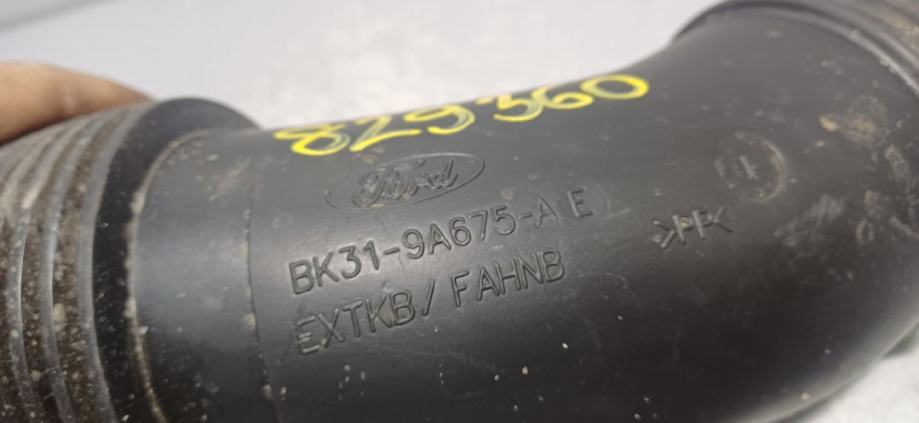 829360
Ford
BK31-9A675-A E
EXTKB/ FAHNB
>PP<